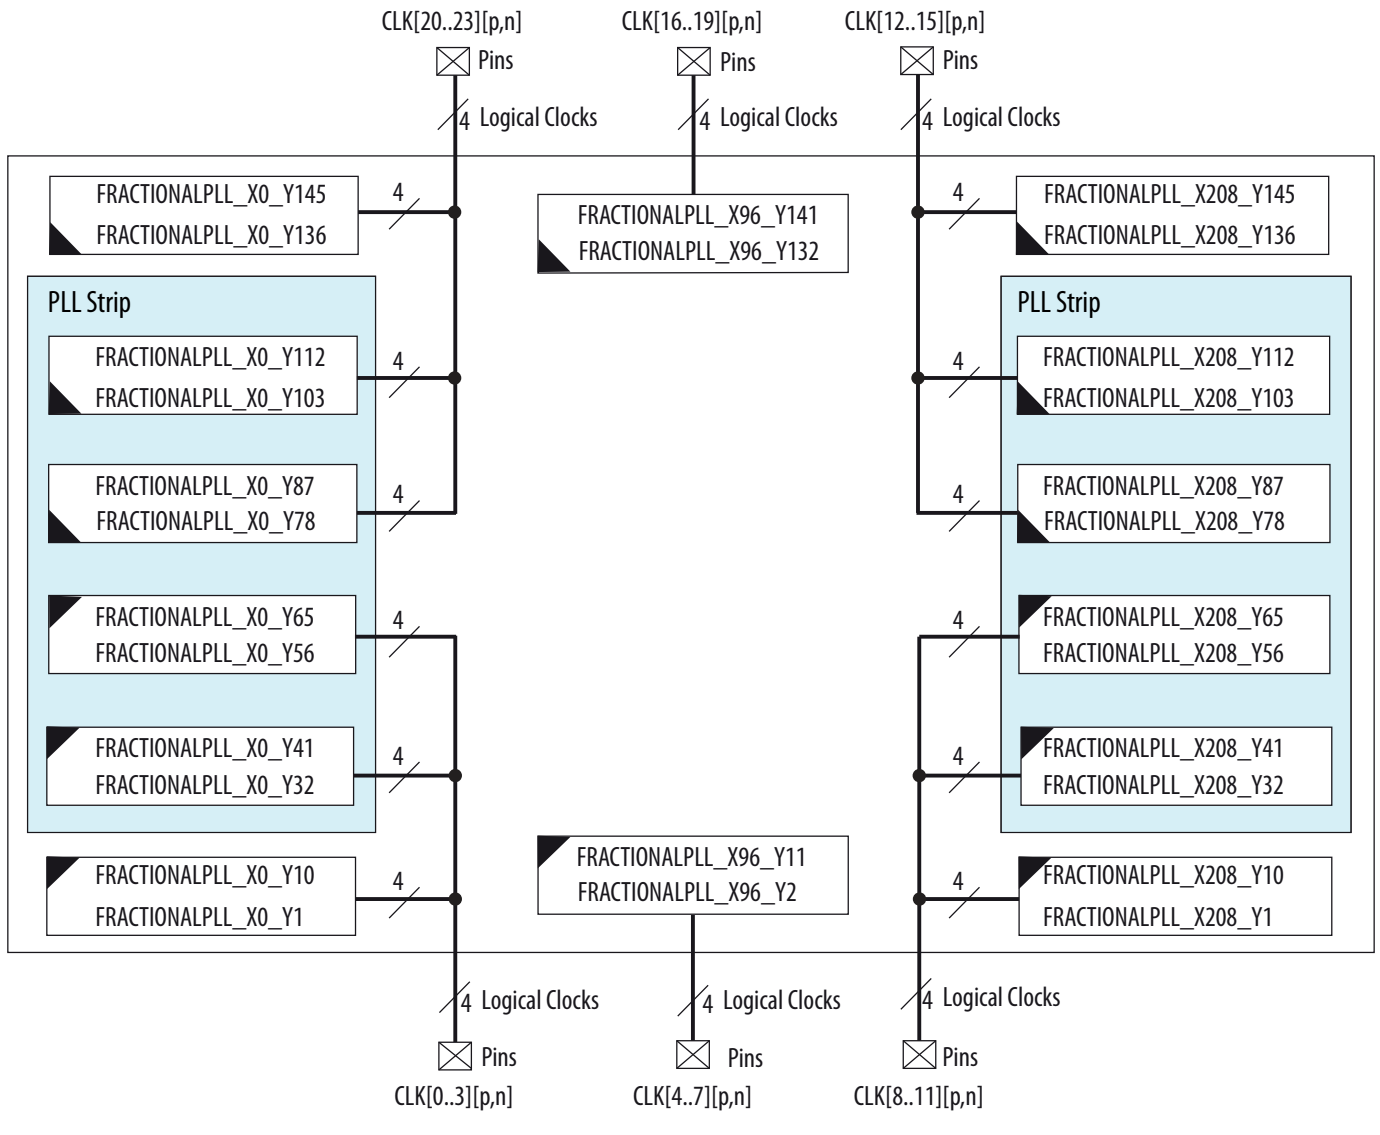 CLK[20..23][p,n]
CLK[16..19][p,n]
CLK[12..15][p,n]
Pins
Pins
Pins
4 Logical Clocks
4 Logical Clocks
4 Logical Clocks
FRACTIONALPLL_X0_Y145
FRACTIONALPLL_X0_Y136
4
FRACTIONALPLL_X96_Y141
FRACTIONALPLL_X96_Y132
4
FRACTIONALPLL_X208_Y145
FRACTIONALPLL_X208_Y136
PLL Strip
FRACTIONALPLL_X0_Y112
FRACTIONALPLL_X0_Y103
4
FRACTIONALPLL_X0_Y87
FRACTIONALPLL_X0_Y78
4
FRACTIONALPLL_X0_Y65
FRACTIONALPLL_X0_Y56
4
FRACTIONALPLL_X0_Y41
FRACTIONALPLL_X0_Y32
4
PLL Strip
4
FRACTIONALPLL_X208_Y112
FRACTIONALPLL_X208_Y103
4
FRACTIONALPLL_X208_Y87
FRACTIONALPLL_X208_Y78
4
FRACTIONALPLL_X208_Y65
FRACTIONALPLL_X208_Y56
4
FRACTIONALPLL_X208_Y41
FRACTIONALPLL_X208_Y32
FRACTIONALPLL_X0_Y10
FRACTIONALPLL_X0_Y1
4
FRACTIONALPLL_X96_Y11
FRACTIONALPLL_X96_Y2
4
FRACTIONALPLL_X208_Y10
FRACTIONALPLL_X208_Y1
4 Logical Clocks
4 Logical Clocks
4 Logical Clocks
Pins
Pins
Pins
CLK[0..3][p,n]
CLK[4..7][p,n]
CLK[8..11][p,n]